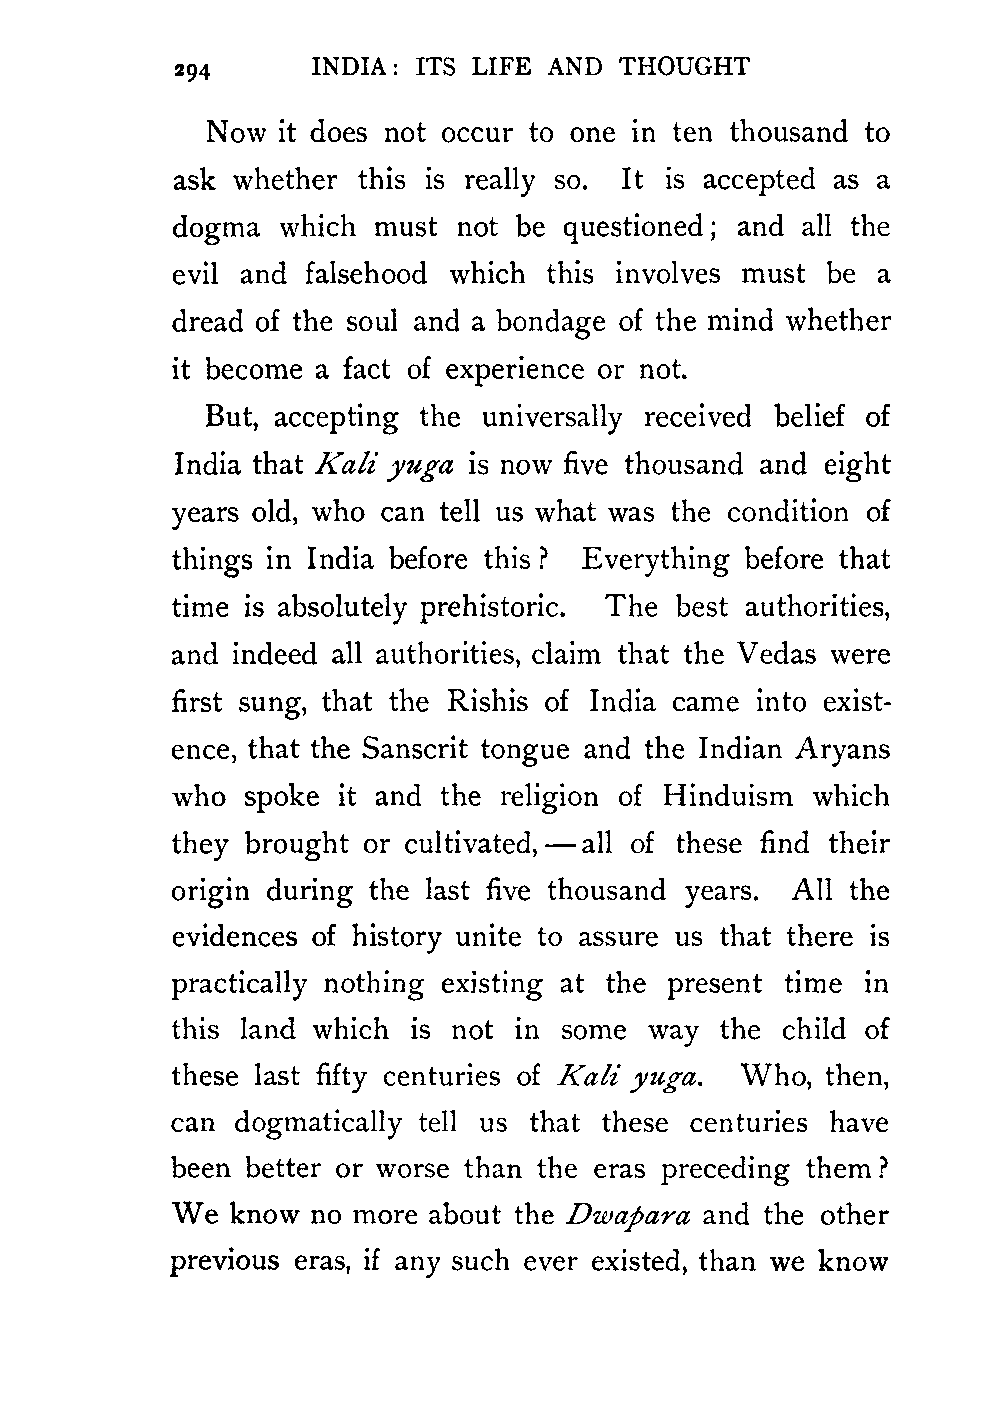 294 INDIA: ITS LIFE AND THOUGHT
Now it does not occur to one in ten thousand to
ask whether this is really so. It is accepted as a
dogma which must not be questioned; and all the
evil and falsehood which this involves must be a
dread of the soul and a bondage of the mind whether
it become a fact of experience or not.
But, accepting the universally received belief of
India that Kali yuga is now five thousand and eight
years old, who can tell us what was the condition of
things in India before this? Everything before that
time is absolutely prehistoric. The best authorities,
and indeed all authorities, claim that the Vedas were
first sung, that the Rishis of India came into exist-
ence, that the Sanscrit tongue and the Indian Aryans
who spoke it and the religion of Hinduism which
they brought or cultivated, — all of these find their
origin during the last five thousand years. All the
evidences of history unite to assure us that there is
practically nothing existing at the present time in
this land which is not in some way the child of
these last fifty centuries of Kali yuga. Who, then,
can dogmatically tell us that these centuries have
been better or worse than the eras preceding them?
We know no more about the Dwapara and the other
previous eras, if any such ever existed, than we know